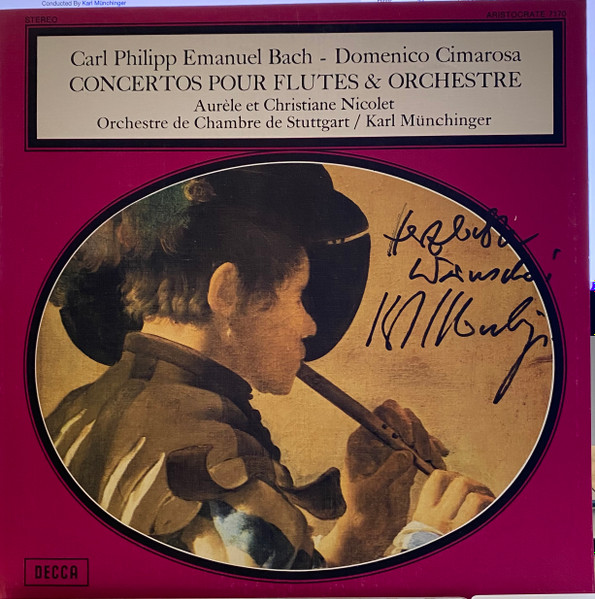 Conducted By Karl Münchinger
STEREO
ARISTOCRATE 7170
Carl Philipp Emanuel Bach - Domenico Cimarosa
CONCERTOS POUR FLUTES & ORCHESTRE
Aurèle et Christiane Nicolet
Orchestre de Chambre de Stuttgart / Karl Münchinger
DECCA